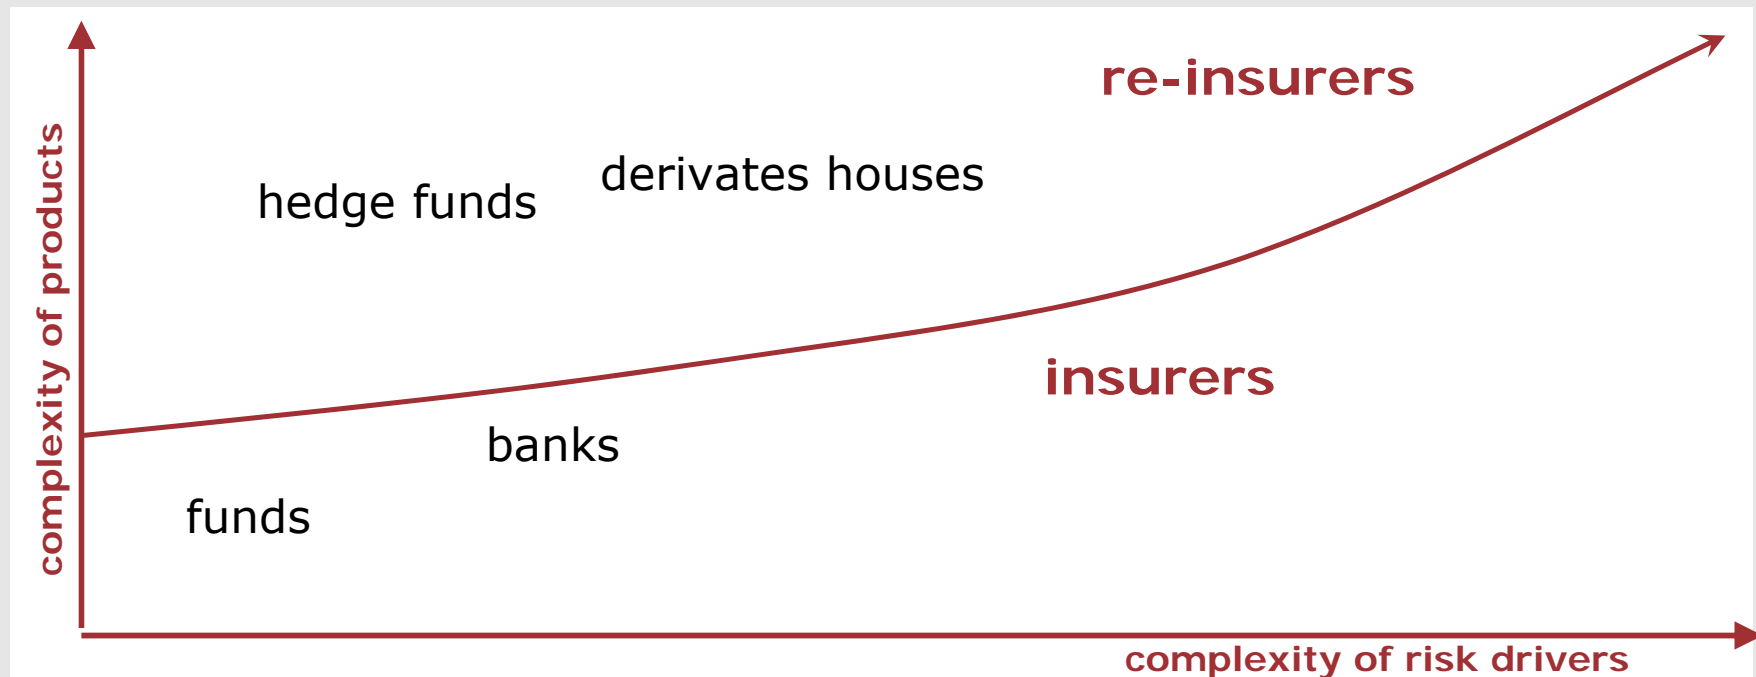 re-insurers
derivates houses
hedge funds
complexity of products
insurers
banks
funds
complexity of risk drivers